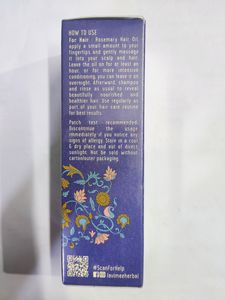 HOW TO USE
For Hair : Rosemary Hair Oil
apply a small amount to your
fingertips and gently massage
it into your scalp and hair.
Leave the oil on for at least an
hour, or for more intensive
conditioning, you can leave it on
overnight. Afterward, shampoo
and rinse as usual to reveal
beautifully nourished and
healthier hair. Use regularly as
part of your hair care routine
for best results.
Patch test recommended.
Discontinue the usage
immediately if you notice any
signs of allergy. Store in a cool
& dry place and out of direct
sunlight. Not be sold without
carton/outer packaging.
#ScanForHelp